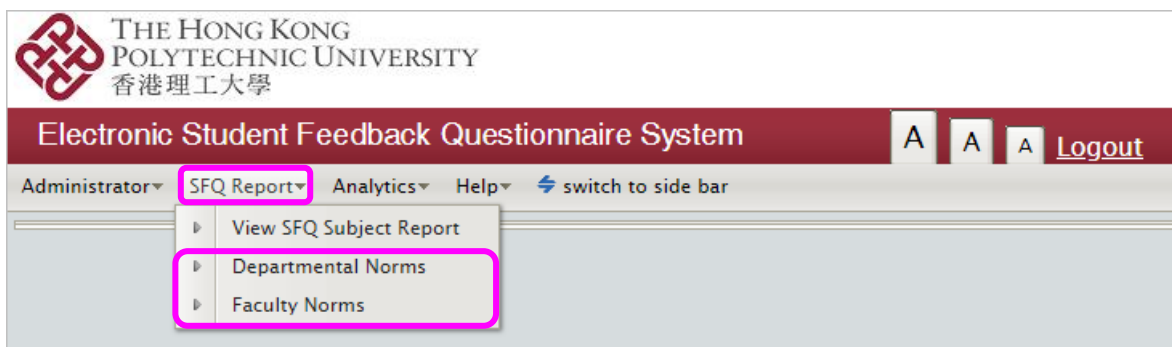 THE HONG KONG
POLYTECHNIC UNIVERSITY
香港理工大學
Electronic Student Feedback Questionnaire System A A A Logout
Administrator SFQ Report Analytics Help switch to side bar
View SFQ Subject Report
Departmental Norms
Faculty Norms